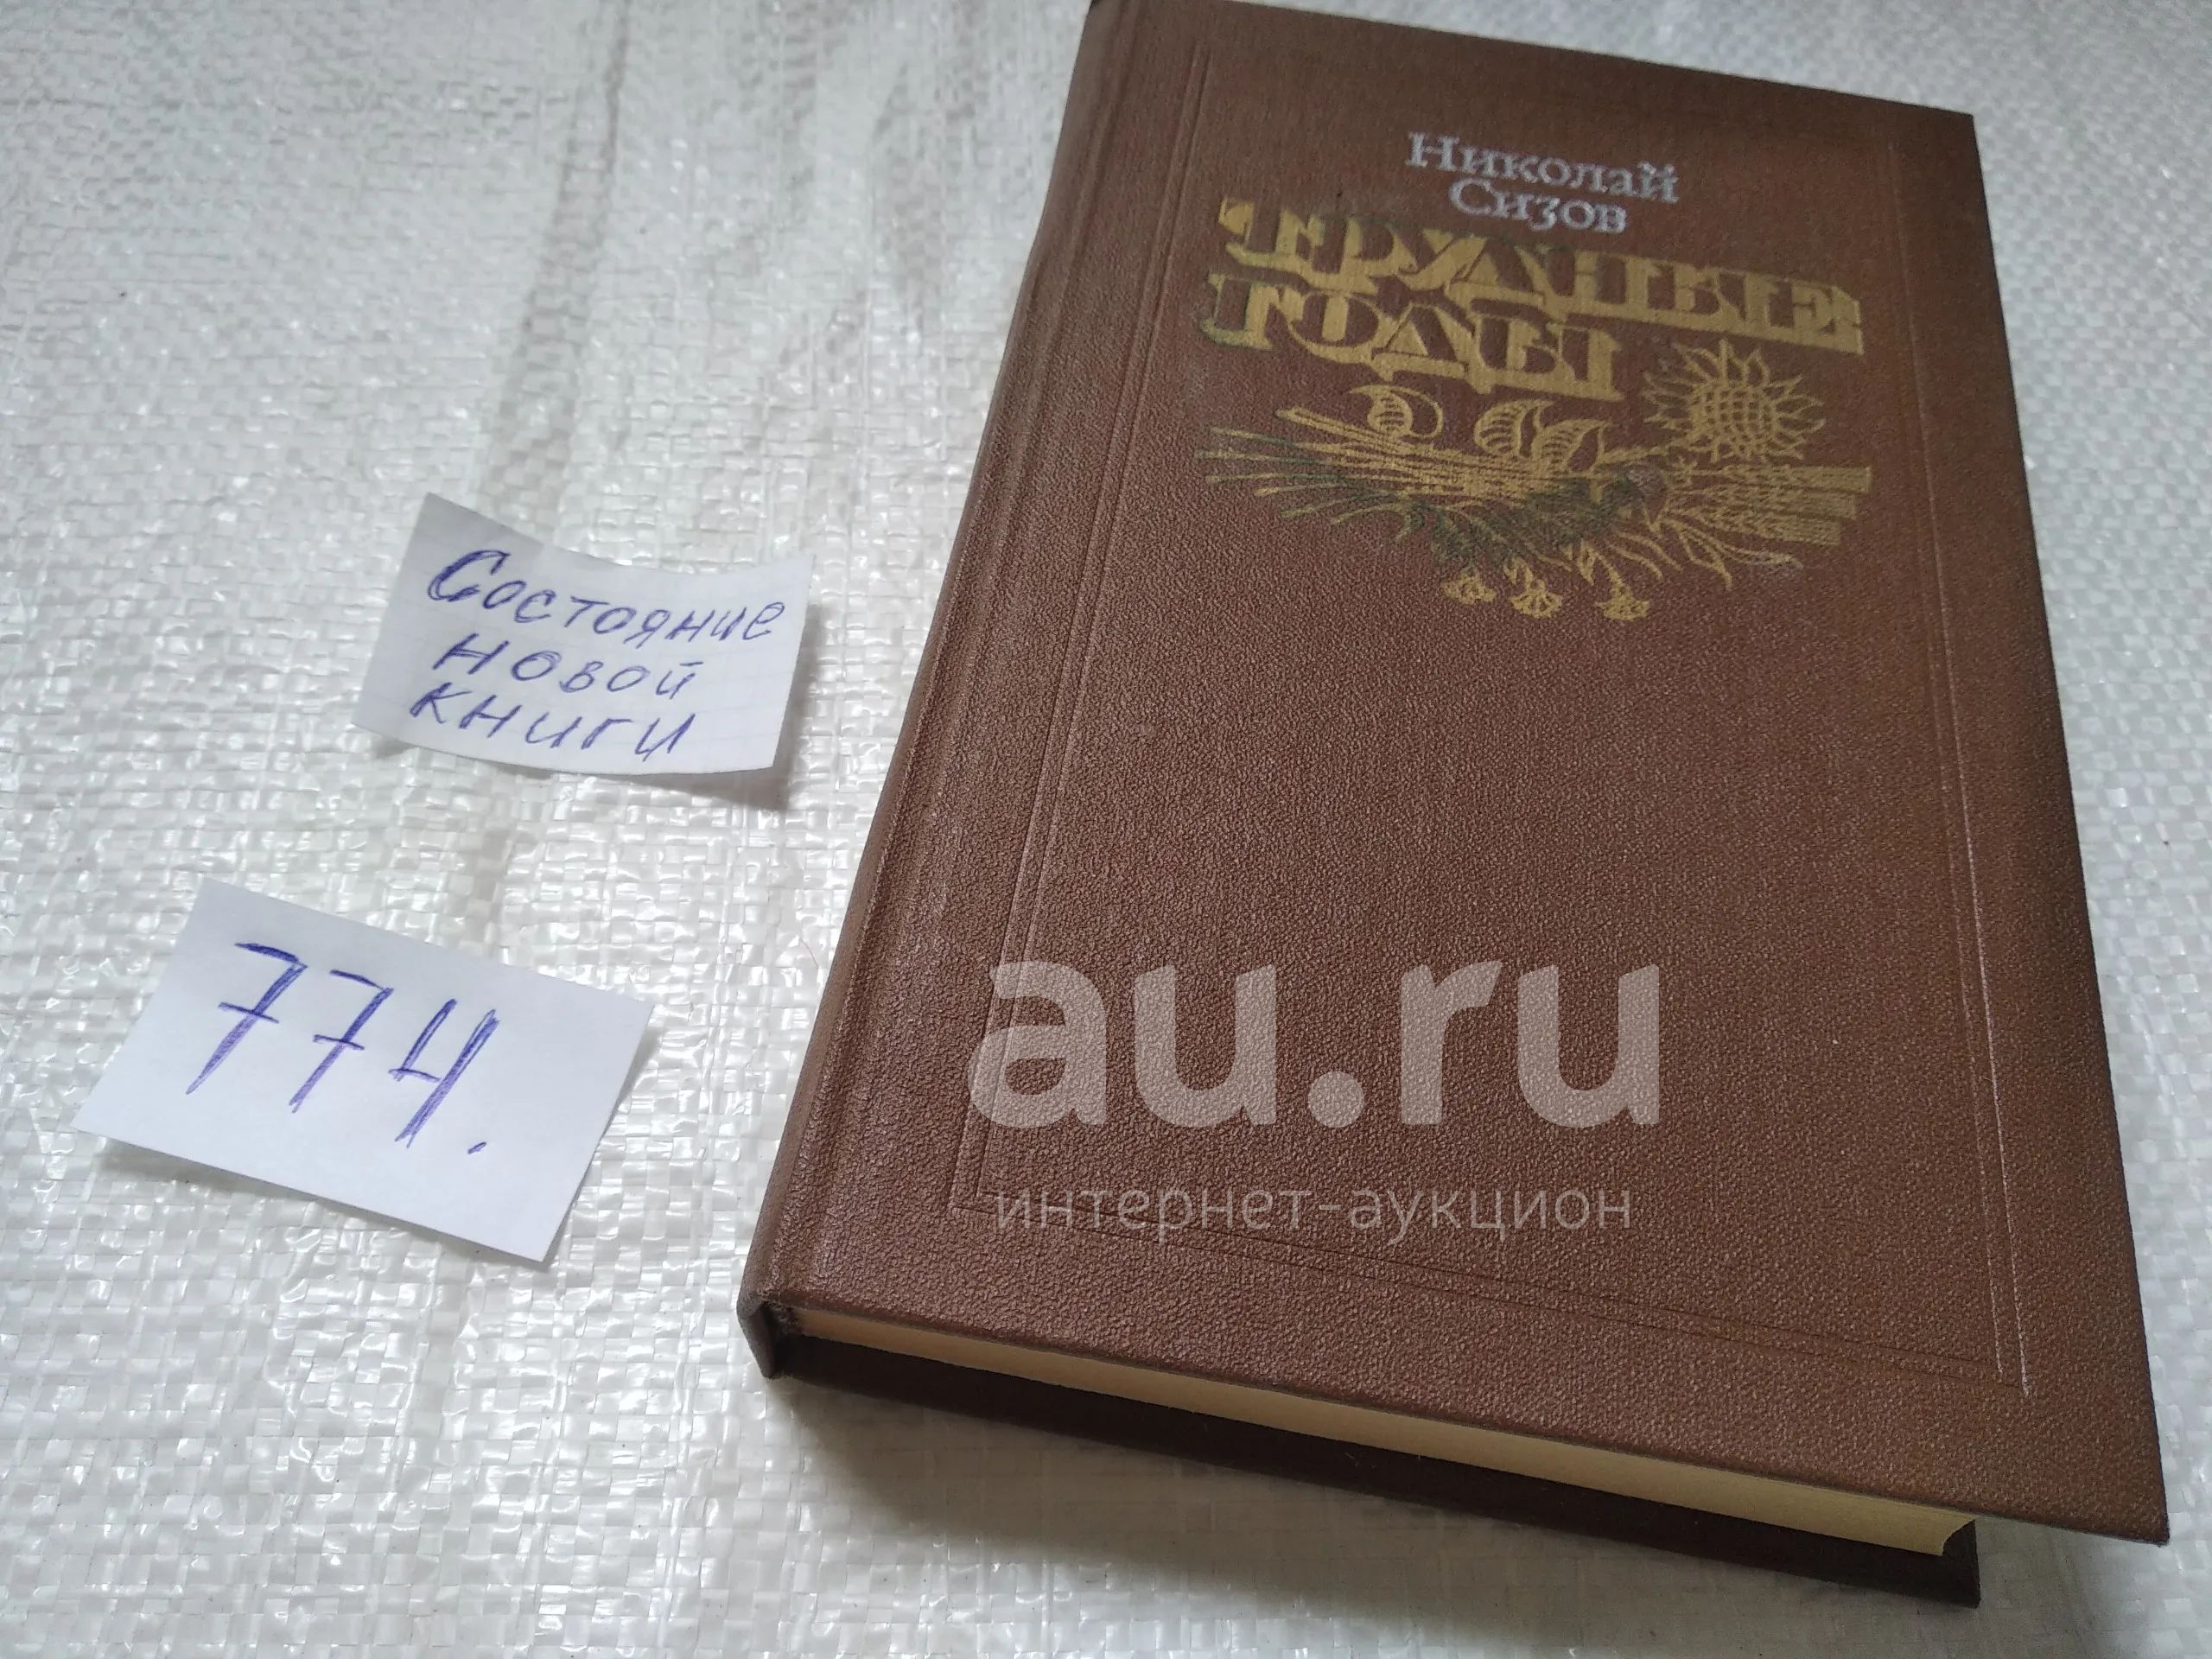 Николай
Сизов
ТРУДНЫЕ
ГОДЫ
Состояние
новой
книги
774.
au.ru
интернет-аукцион